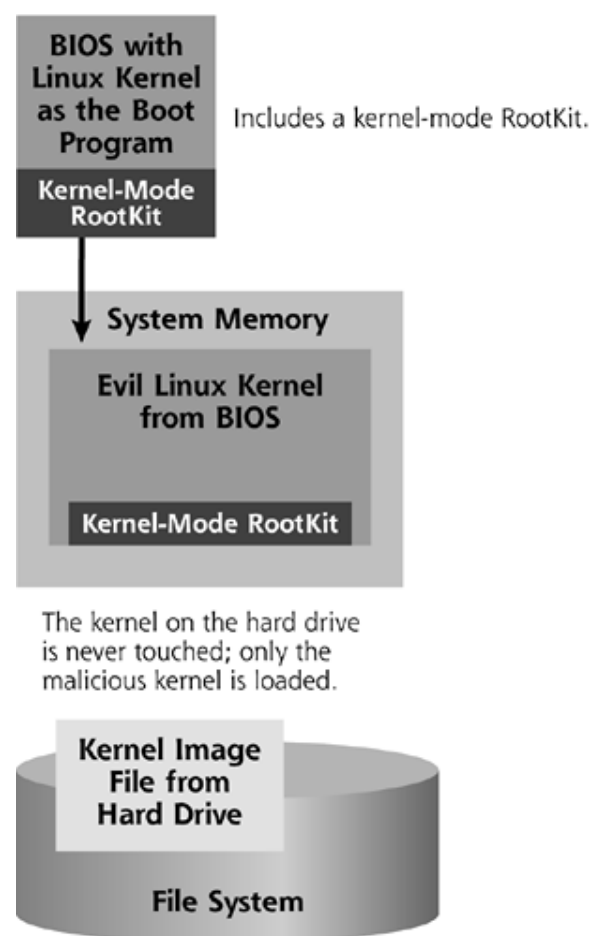 BIOS with
Linux Kernel
as the Boot
Program
Includes a kernel-mode RootKit.
Kernel-Mode
RootKit
System Memory
Evil Linux Kernel
from BIOS
Kernel-Mode RootKit
The kernel on the hard drive
is never touched; only the
malicious kernel is loaded.
Kernel Image
File from
Hard Drive
File System